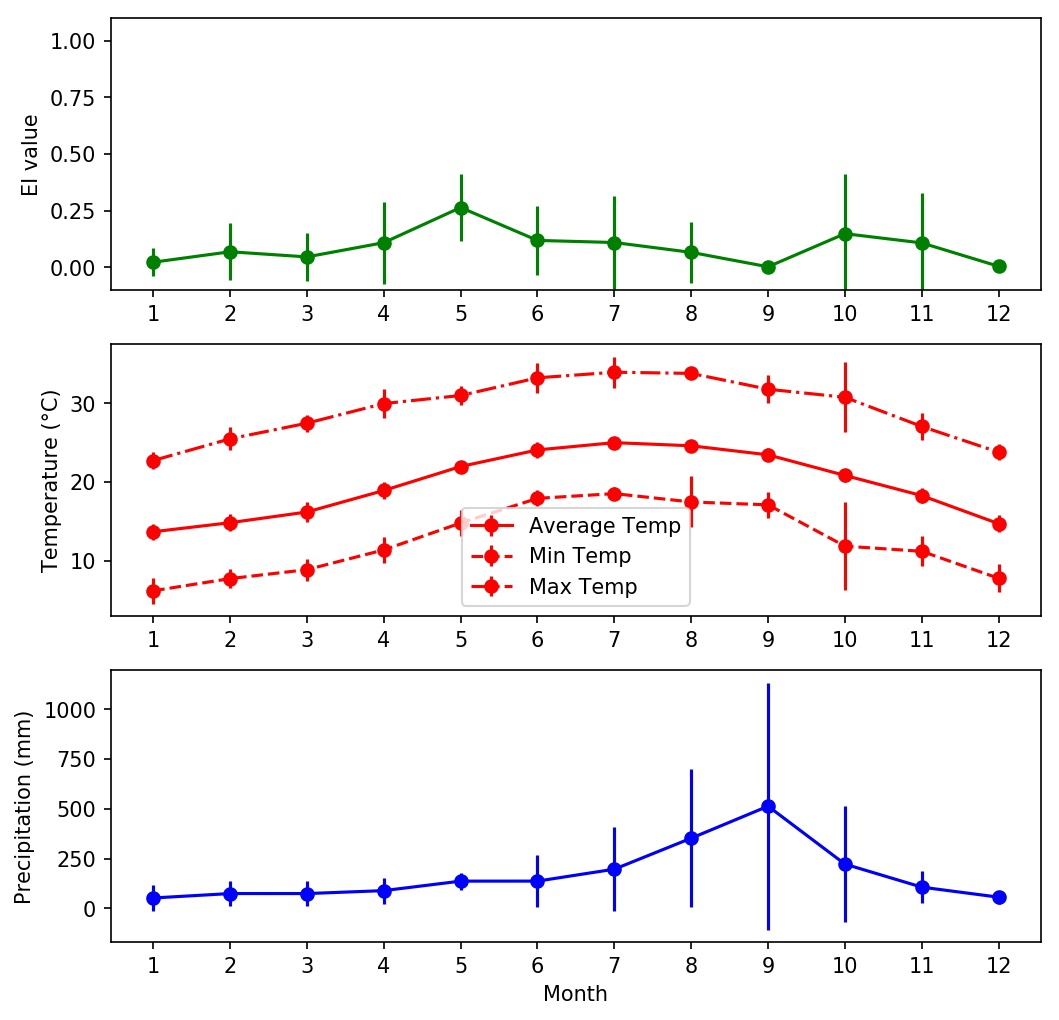 EI value
1.00
0.75
0.50
0.25
0.00
1 2 3 4 5 6 7 8 9 10 11 12
Temperature (°C)
30
20
10
Average Temp
Min Temp
Max Temp
1 2 3 4 5 6 7 8 9 10 11 12
Precipitation (mm)
1000
750
500
250
0
1 2 3 4 5 6 7 8 9 10 11 12
Month